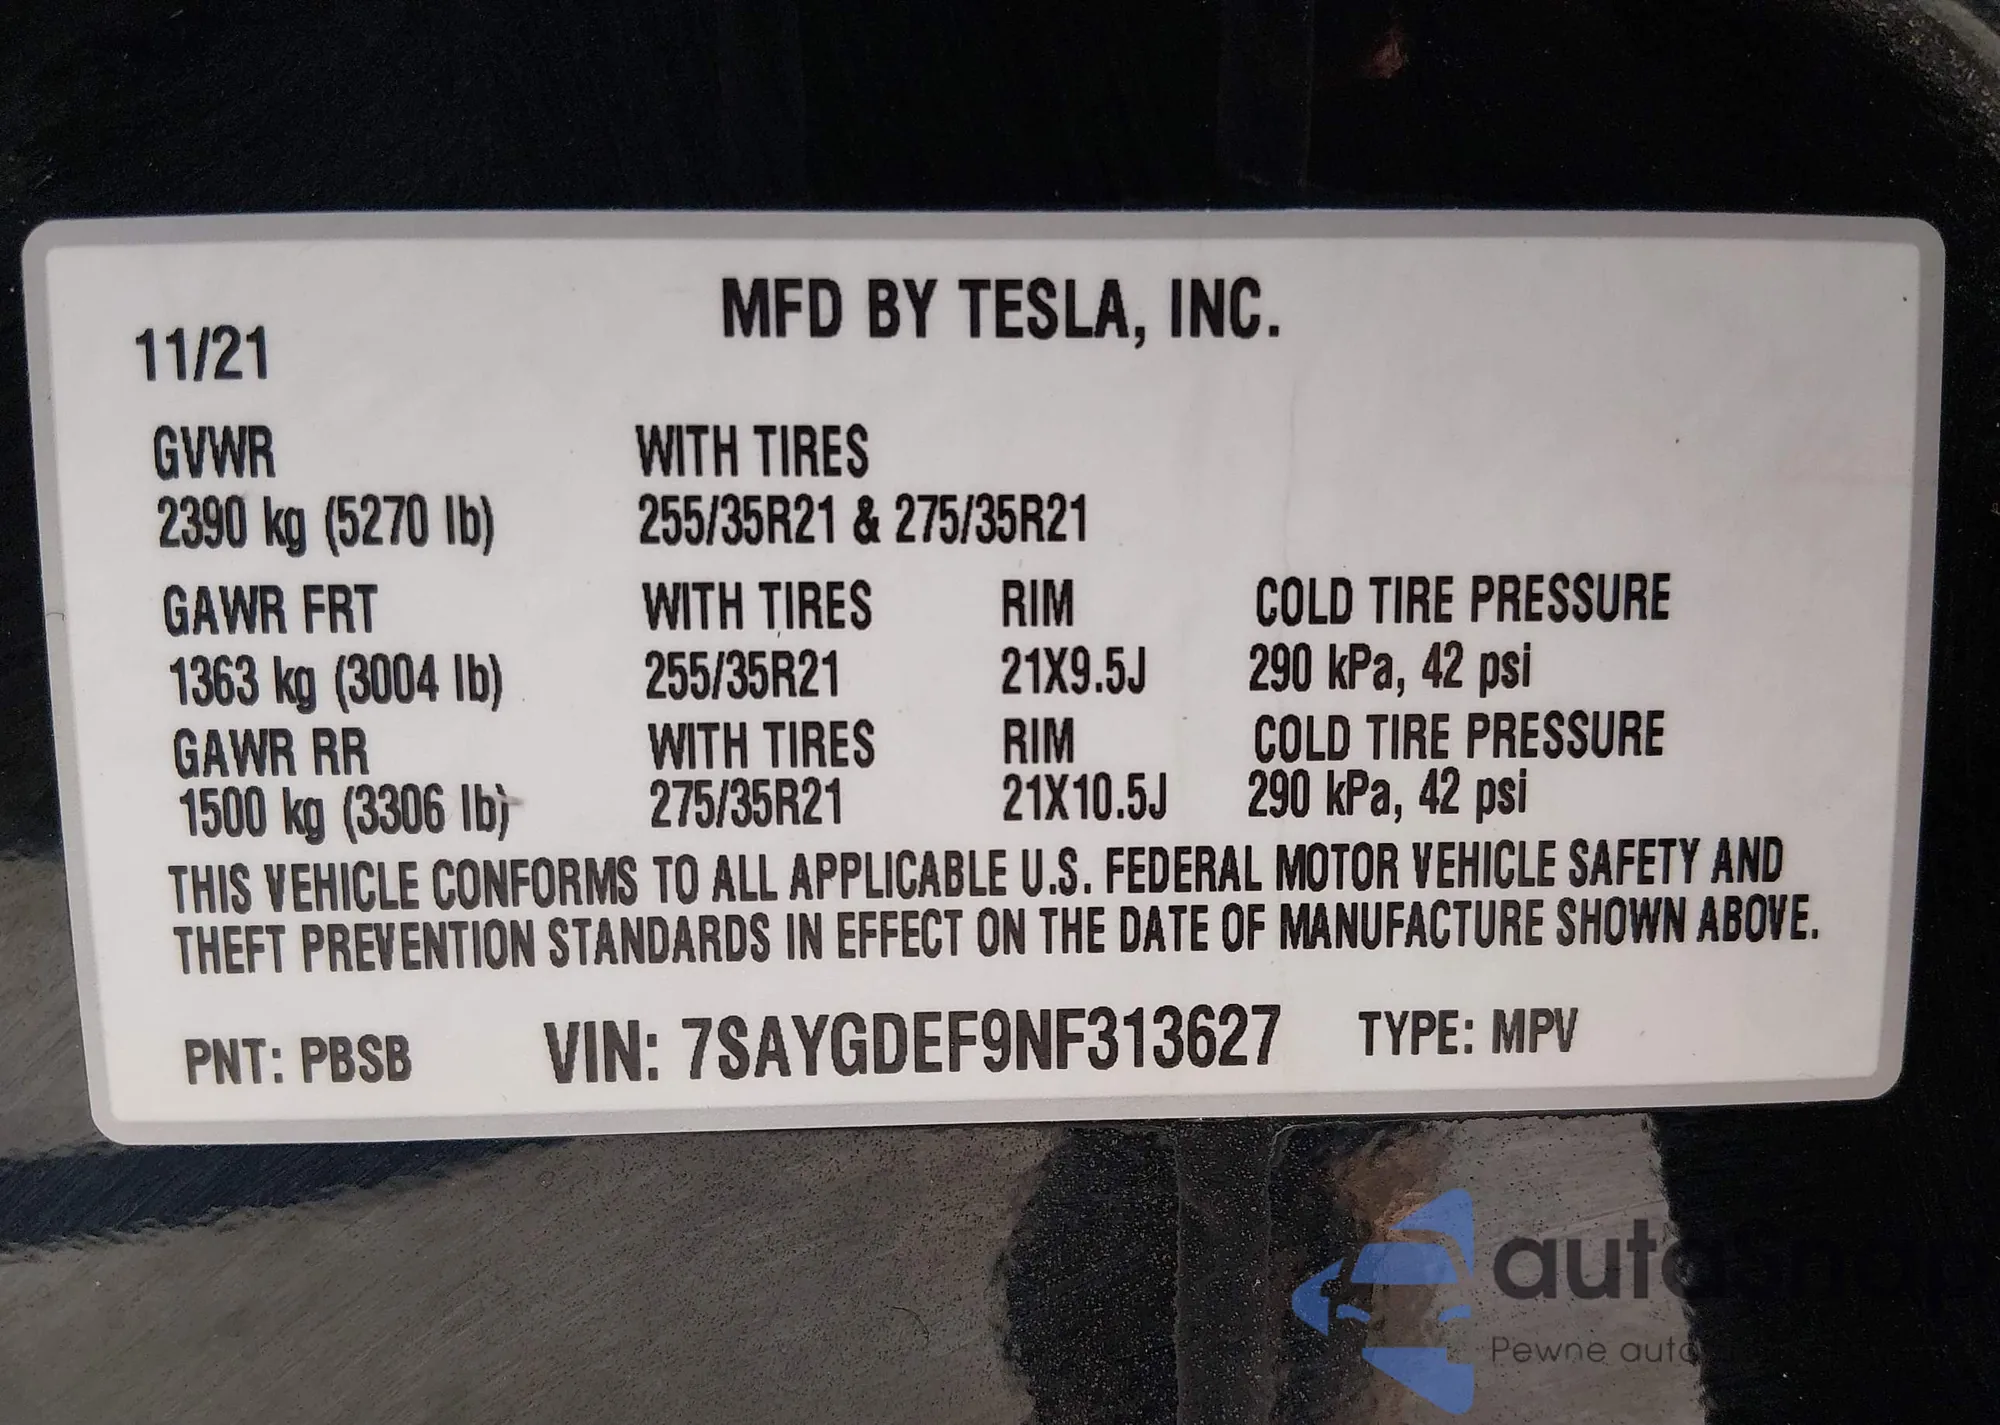 MFD BY TESLA, INC.
11/21
GVWR WITH TIRES
2390 kg (5270 lb) 255/35R21 & 275/35R21
GAWR FRT WITH TIRES RIM COLD TIRE PRESSURE
1363 kg (3004 lb) 255/35R21 21X9.5J 290 kPa, 42 psi
GAWR RR WITH TIRES RIM COLD TIRE PRESSURE
1500 kg (3306 lb) 275/35R21 21X10.5J 290 kPa, 42 psi
THIS VEHICLE CONFORMS TO ALL APPLICABLE U.S. FEDERAL MOTOR VEHICLE SAFETY AND
THEFT PREVENTION STANDARDS IN EFFECT ON THE DATE OF MANUFACTURE SHOWN ABOVE.
PNT: PBSB VIN: 7SAYGDEF9NF313627 TYPE: MPV
autosnap
Pewne auto